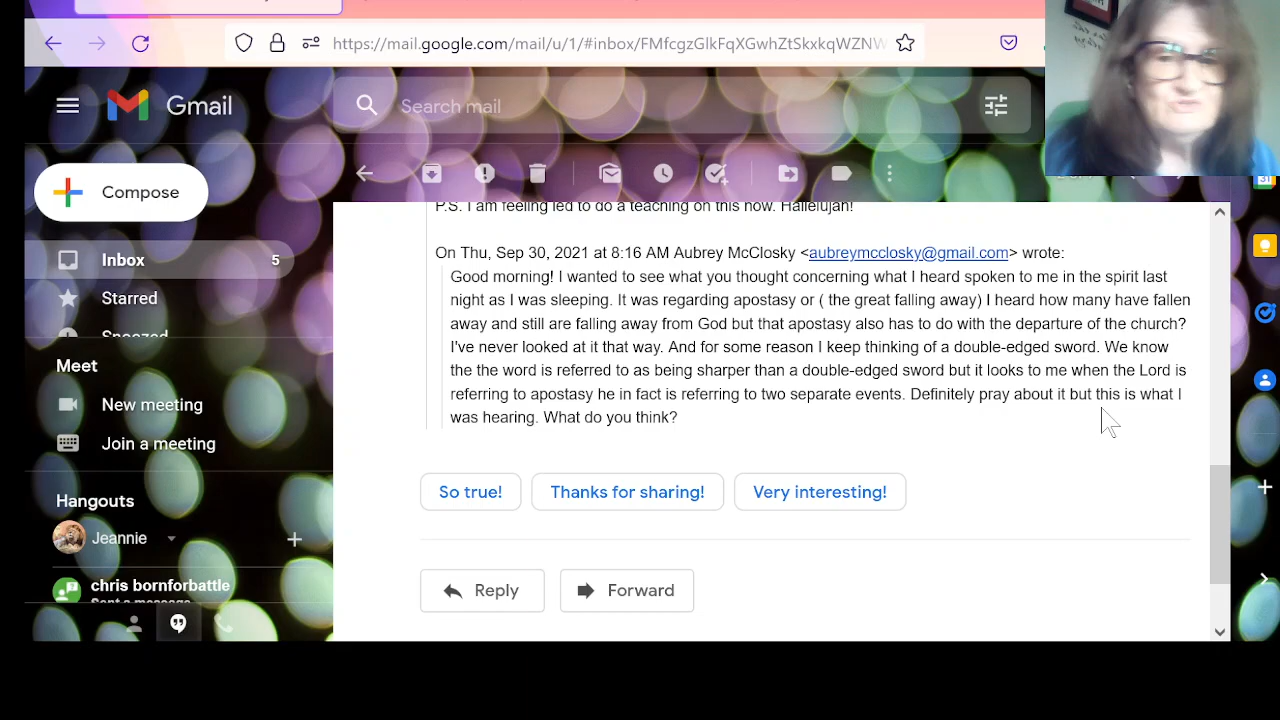 https://mail.google.com/mail/u/1/#inbox/FMfcgzGlkFqXGwhZtSkxkqWZNW
Gmail
Search mail
Compose
P.S. I am feeling led to do a teaching on this now. Hallelujah!
Inbox 5
On Thu, Sep 30, 2021 at 8:16 AM Aubrey McClosky <aubreymcclosky@gmail.com> wrote:
Good morning! I wanted to see what you thought concerning what I heard spoken to me in the spirit last
night as I was sleeping. It was regarding apostasy or ( the great falling away) I heard how many have fallen
away and still are falling away from God but that apostasy also has to do with the departure of the church?
I've never looked at it that way. And for some reason I keep thinking of a double-edged sword. We know
the the word is referred to as being sharper than a double-edged sword but it looks to me when the Lord is
referring to apostasy he in fact is referring to two separate events. Definitely pray about it but this is what I
was hearing. What do you think?
Starred
Snoozed
Meet
New meeting
Join a meeting
Hangouts
Jeannie
chris bornforbattle
Sent a message
So true!
Thanks for sharing!
Very interesting!
Reply
Forward